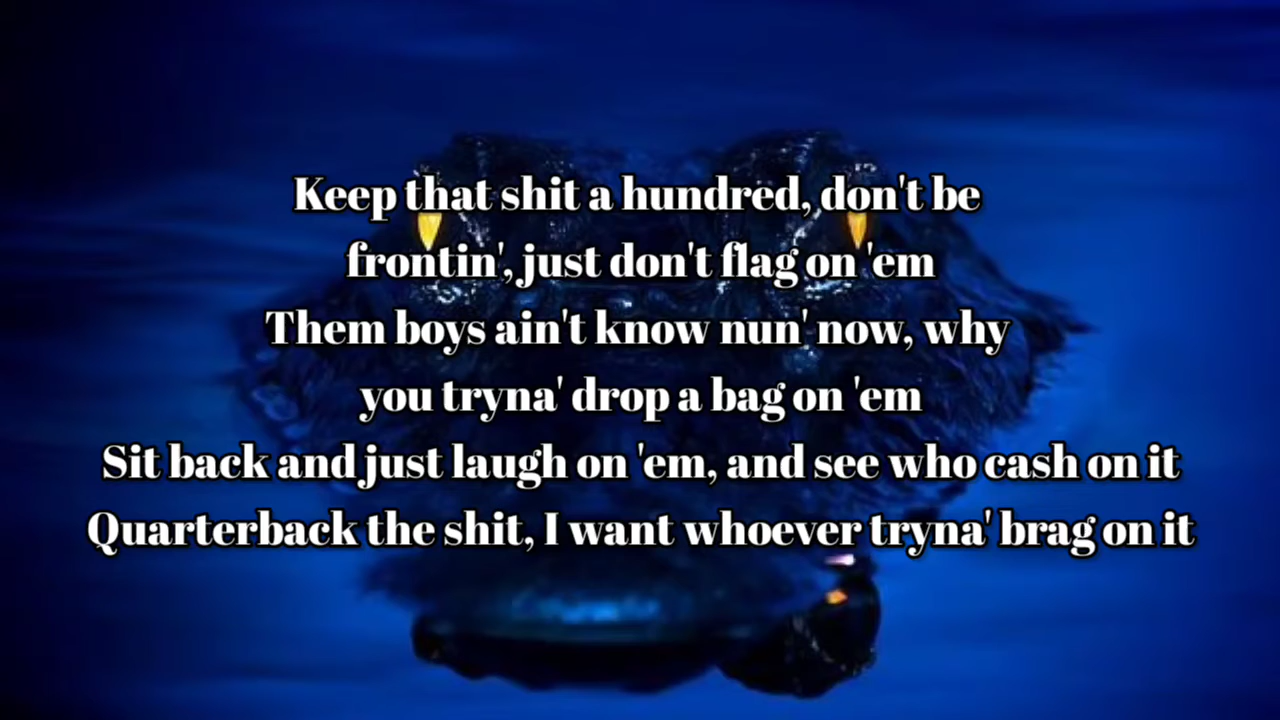 Keep that shit a hundred, don't be
frontin', just don't flag on 'em
Them boys ain't know nun' now, why
you tryna' drop a bag on 'em
Sit back and just laugh on 'em, and see who cash on it
Quarterback the shit, I want whoever tryna' brag on it